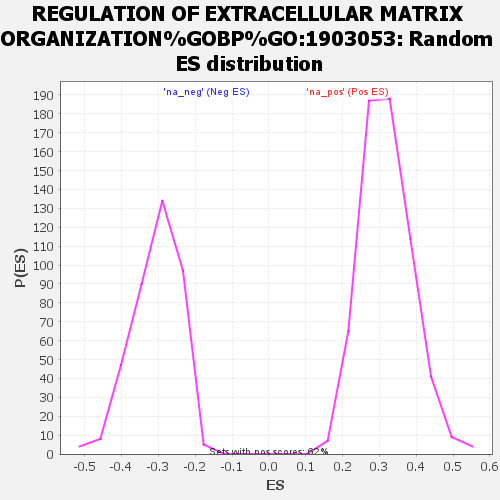 REGULATION OF EXTRACELLULAR MATRIX
ORGANIZATION%GOBP%GO:1903053: Random
ES distribution
'na_neg' (Neg ES) 'na_pos' (Pos ES)
190
180
170
160
150
140
130
120
110
100
90
80
70
60
50
40
30
20
10
0
P(ES)
Sets with pos scores: 62%
-0.5 -0.4 -0.3 -0.2 -0.1 0.0 0.1 0.2 0.3 0.4 0.5 0.6
ES